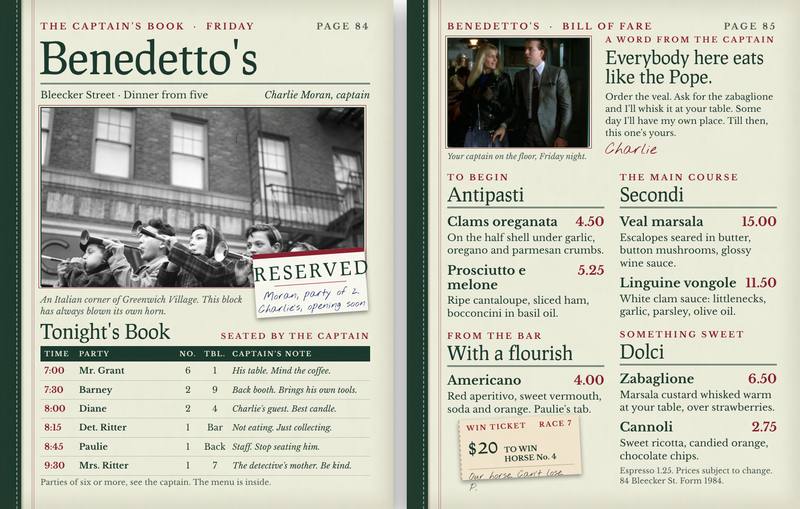 THE CAPTAIN'S BOOK · FRIDAY
PAGE 84
Benedetto's
Bleecker Street · Dinner from five
Charlie Moran, captain
RESERVED
Moran, party of 2
Charlie's, opening soon
An Italian corner of Greenwich Village. This block
has always blown its own horn.
Tonight's Book
SEATED BY THE CAPTAIN
TIME PARTY NO. TBL. CAPTAIN'S NOTE
7:00 Mr. Grant 6 1 His table. Mind the coffee.
7:30 Barney 2 9 Back booth. Brings his own tools.
8:00 Diane 2 4 Charlie's guest. Best candle.
8:15 Det. Ritter 1 Bar Not eating. Just collecting.
8:45 Paulie 1 Back Staff. Stop seating him.
9:30 Mrs. Ritter 1 7 The detective's mother. Be kind.
Parties of six or more, see the captain. The menu is inside.
BENEDETTO'S · BILL OF FARE
PAGE 85
Your captain on the floor, Friday night.
A WORD FROM THE CAPTAIN
Everybody here eats
like the Pope.
Order the veal. Ask for the zabaglione
and I'll whisk it at your table. Some
day I'll have my own place. Till then,
this one's yours.
Charlie
TO BEGIN
Antipasti
Clams oreganata 4.50
On the half shell under garlic,
oregano and parmesan crumbs.
Prosciutto e 5.25
melone
Ripe cantaloupe, sliced ham,
bocconcini in basil oil.
FROM THE BAR
With a flourish
Americano 4.00
Red aperitivo, sweet vermouth,
soda and orange. Paulie's tab.
WIN TICKET RACE 7
$20 TO WIN
HORSE No. 4
Our horse. Can't lose.
P.
THE MAIN COURSE
Secondi
Veal marsala 15.00
Escalopes seared in butter,
button mushrooms, glossy
wine sauce.
Linguine vongole 11.50
White clam sauce: littlenecks,
garlic, parsley, olive oil.
SOMETHING SWEET
Dolci
Zabaglione 6.50
Marsala custard whisked warm
at your table, over strawberries.
Cannoli 2.75
Sweet ricotta, candied orange,
chocolate chips.
Espresso 1.25. Prices subject to change.
84 Bleecker St. Form 1984.